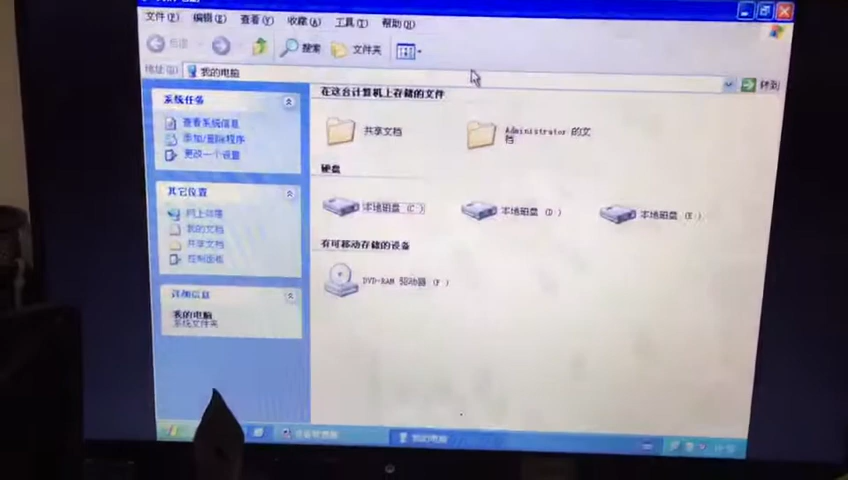 文件(F) 编辑(E) 查看(V) 收藏(A) 工具(T) 帮助(H)
后退 搜索 文件夹
地址(D) 我的电脑 转到
系统任务
查看系统信息
添加/删除程序
更改一个设置
其它位置
网上邻居
我的文档
共享文档
控制面板
详细信息
我的电脑
系统文件夹
在这台计算机上存储的文件
共享文档
Administrator 的文
档
硬盘
本地磁盘 (C:)
本地磁盘 (D:)
本地磁盘 (E:)
有可移动存储的设备
DVD-RAM 驱动器 (F:)
我的电脑